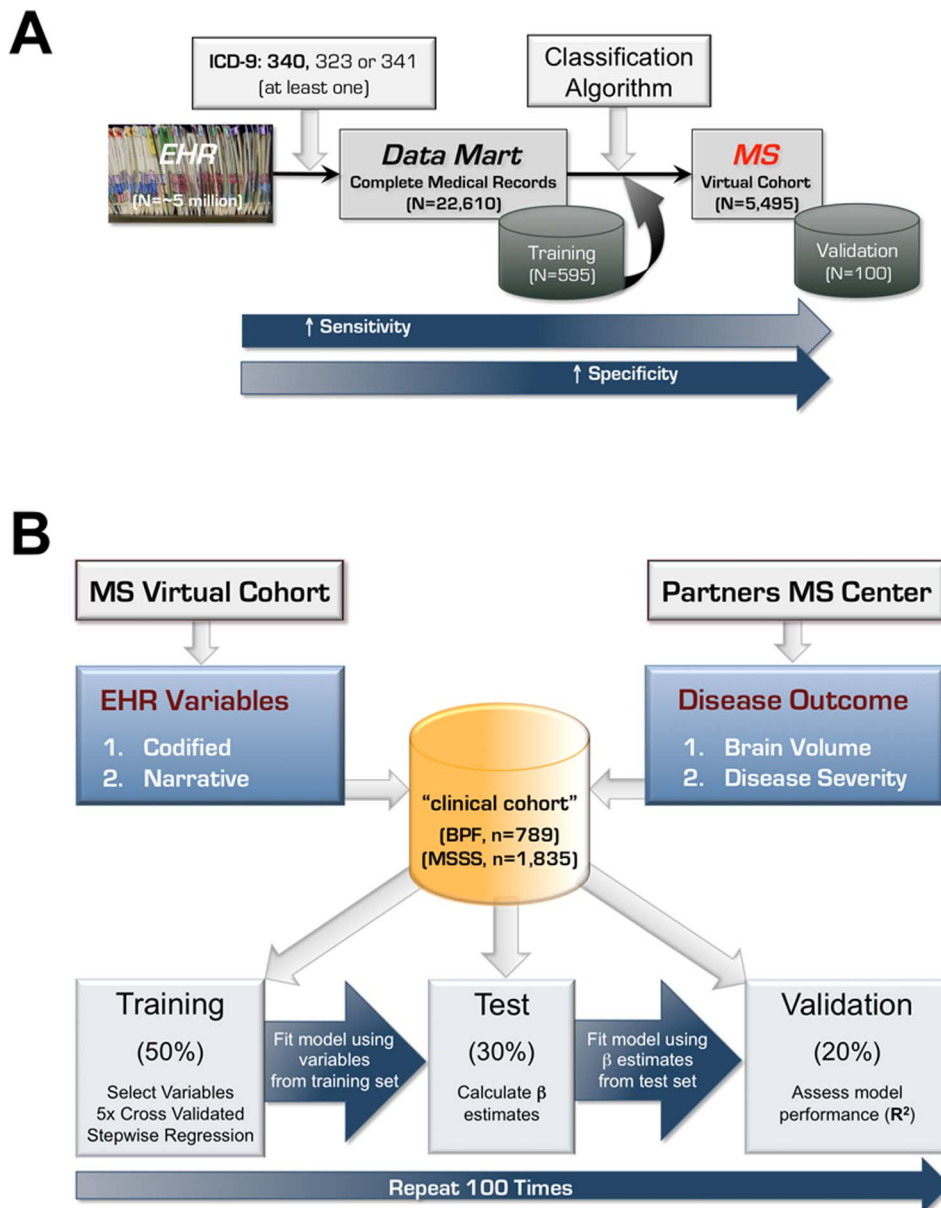 A
ICD-9: 340, 323 or 341
(at least one)
Classification
Algorithm
EHR
(N=~5 million)
Data Mart
Complete Medical Records
(N=22,610)
MS
Virtual Cohort
(N=5,495)
Training
(N=595)
Validation
(N=100)
↑ Sensitivity
↑ Specificity
B
MS Virtual Cohort
Partners MS Center
EHR Variables
1. Codified
2. Narrative
Disease Outcome
1. Brain Volume
2. Disease Severity
"clinical cohort"
(BPF, n=789)
(MSSS, n=1,835)
Training
(50%)
Select Variables
5x Cross Validated
Stepwise Regression
Fit model using
variables
from training set
Test
(30%)
Calculate β
estimates
Fit model using
β estimates
from test set
Validation
(20%)
Assess model
performance (R²)
Repeat 100 Times